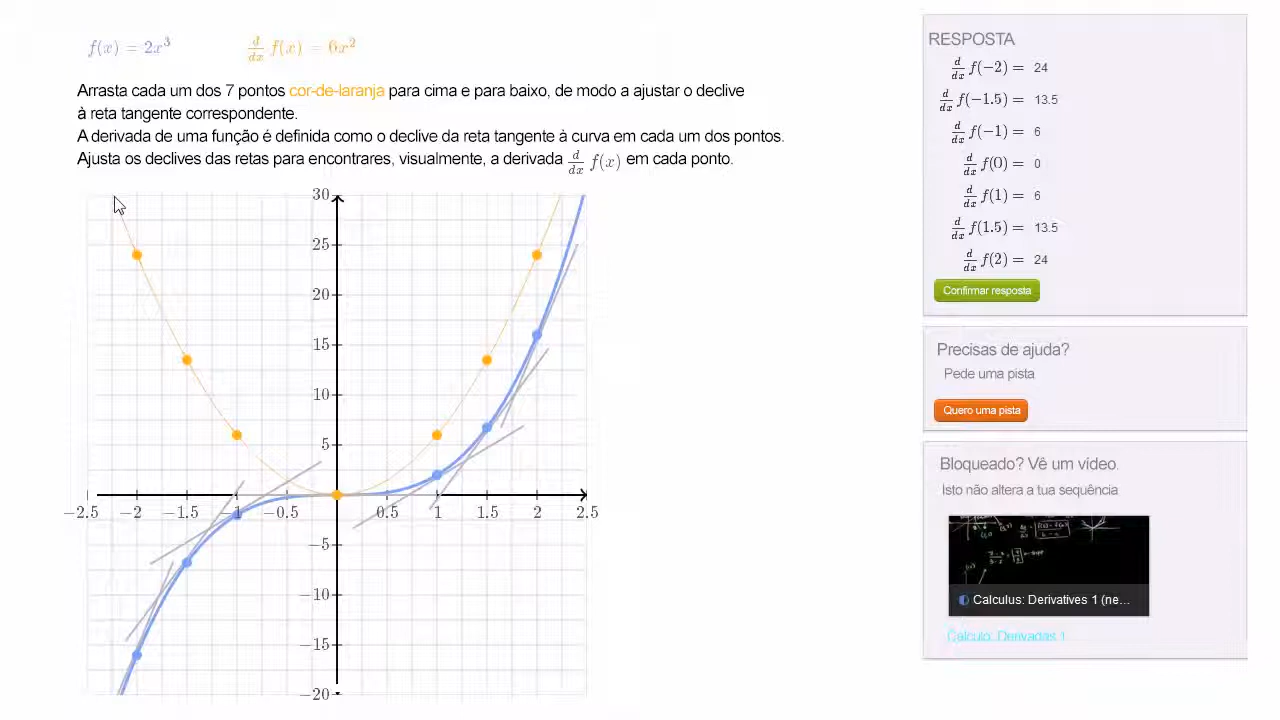 f(x) = 2x³
d/dx f(x) = 6x²
Arrasta cada um dos 7 pontos cor-de-laranja para cima e para baixo, de modo a ajustar o declive
à reta tangente correspondente.
A derivada de uma função é definida como o declive da reta tangente à curva em cada um dos pontos.
Ajusta os declives das retas para encontrares, visualmente, a derivada d/dx f(x) em cada ponto.
30
25
20
15
10
5
−2.5 −2 −1.5 −1 −0.5 0.5 1 1.5 2 2.5
−5
−10
−15
−20
RESPOSTA
d/dx f(−2) = 24
d/dx f(−1.5) = 13.5
d/dx f(−1) = 6
d/dx f(0) = 0
d/dx f(1) = 6
d/dx f(1.5) = 13.5
d/dx f(2) = 24
Confirmar resposta
Precisas de ajuda?
Pede uma pista
Quero uma pista
Bloqueado? Vê um vídeo.
Isto não altera a tua sequência
Calculus: Derivatives 1 (ne...
Cálculo: Derivadas 1